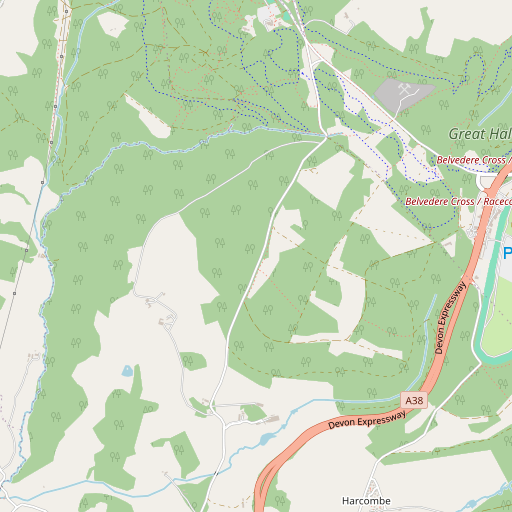 Great Hal
Belvedere Cross /
Belvedere Cross / Raceco
P
Devon Expressway
A38
Devon Expressway
Harcombe